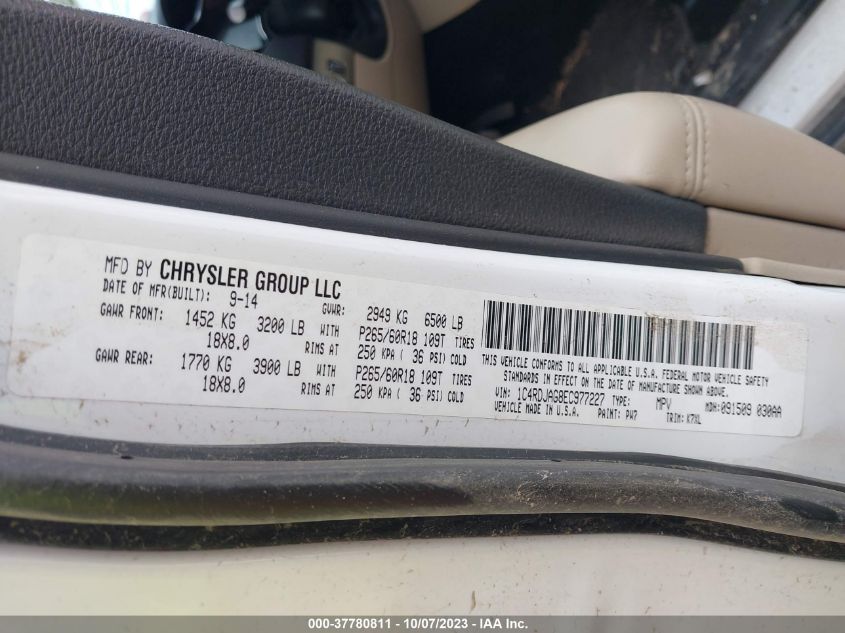 MFD BY CHRYSLER GROUP LLC
DATE OF MFR(BUILT): 9-14 GVWR: 2949 KG 6500 LB
GAWR FRONT: 1452 KG 3200 LB WITH P265/60R18 109T TIRES
18X8.0 RIMS AT 250 KPA ( 36 PSI) COLD
GAWR REAR: 1770 KG 3900 LB WITH P265/60R18 109T TIRES
18X8.0 RIMS AT 250 KPA ( 36 PSI) COLD
THIS VEHICLE CONFORMS TO ALL APPLICABLE U.S.A. FEDERAL MOTOR VEHICLE SAFETY
STANDARDS IN EFFECT ON THE DATE OF MANUFACTURE SHOWN ABOVE.
VIN: 1C4RDJAG8EC977227 TYPE: MPV MDH: 091509 030AA
VEHICLE MADE IN U.S.A. PAINT: PW7 TRIM: K7XL
000-37780811 - 10/07/2023 - IAA Inc.